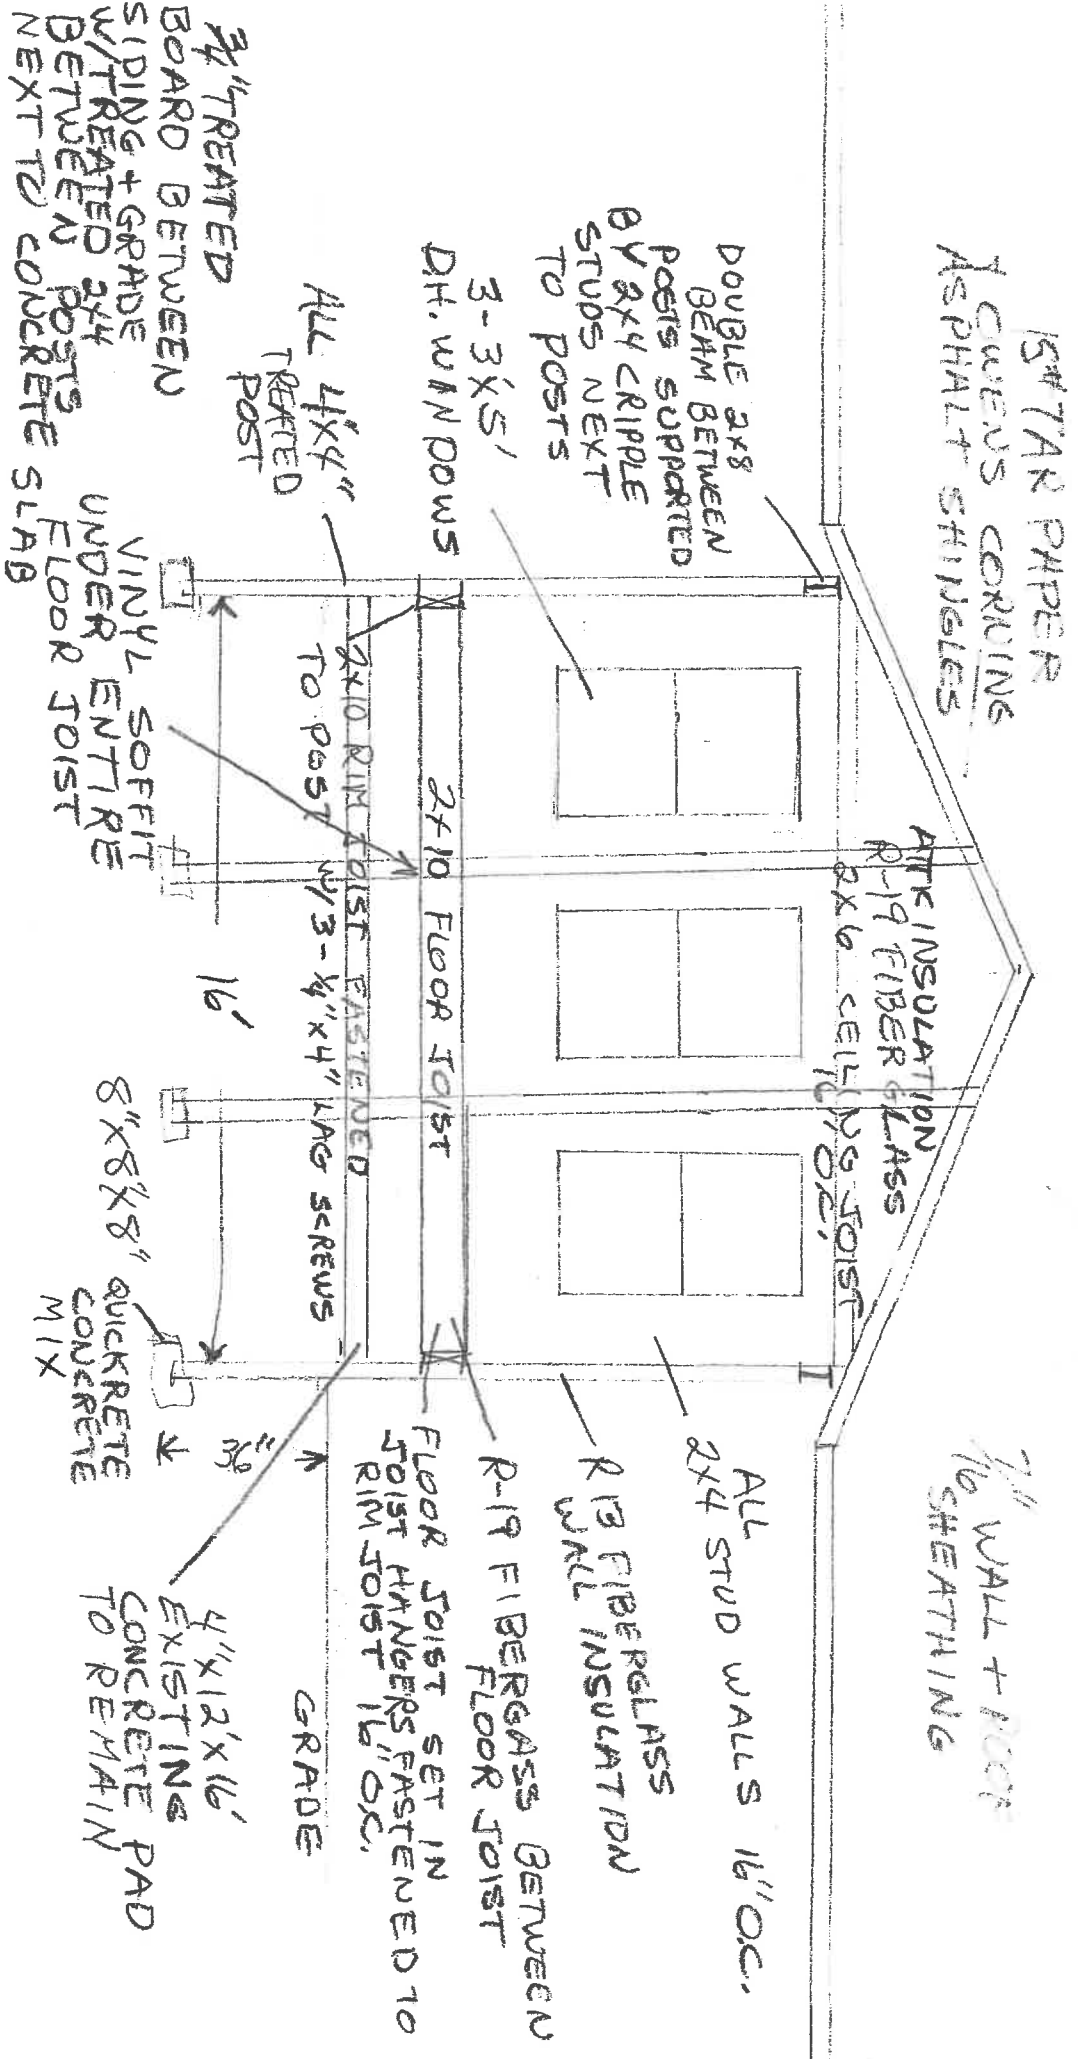 15# TAR PAPER
OWENS CORNING
ASPHALT SHINGLES
7/16" WALL + ROOF
SHEATHING
ATTIC INSULATION
R-19 FIBERGLASS
2x6 CEILING JOIST
16" O.C.
DOUBLE 2x8
BEAM BETWEEN
POSTS SUPPORTED
BY 2x4 CRIPPLE
STUDS NEXT
TO POSTS
3-3'x5'
D.H. WINDOWS
ALL 4"x4"
TREATED
POST
3/4" TREATED
BOARD BETWEEN
SIDING + GRADE
W/TREATED 2x4
BETWEEN POSTS
NEXT TO CONCRETE SLAB
ALL
2x4 STUD WALLS 16" O.C.
R 13 FIBERGLASS
WALL INSULATION
R-19 FIBERGASS BETWEEN
FLOOR JOIST
2x10 FLOOR JOIST
FLOOR JOIST SET IN
JOIST HANGERS FASTENED TO
RIM JOIST 16" O.C.
2x10 RIM JOIST FASTENED
TO POST W/ 3-1/4"x4" LAG SCREWS
GRADE
36"
16'
VINYL SOFFIT
UNDER ENTIRE
FLOOR JOIST
8"x8"x8" QUICKRETE
CONCRETE
MIX
4"x12'x16'
EXISTING
CONCRETE PAD
TO REMAIN